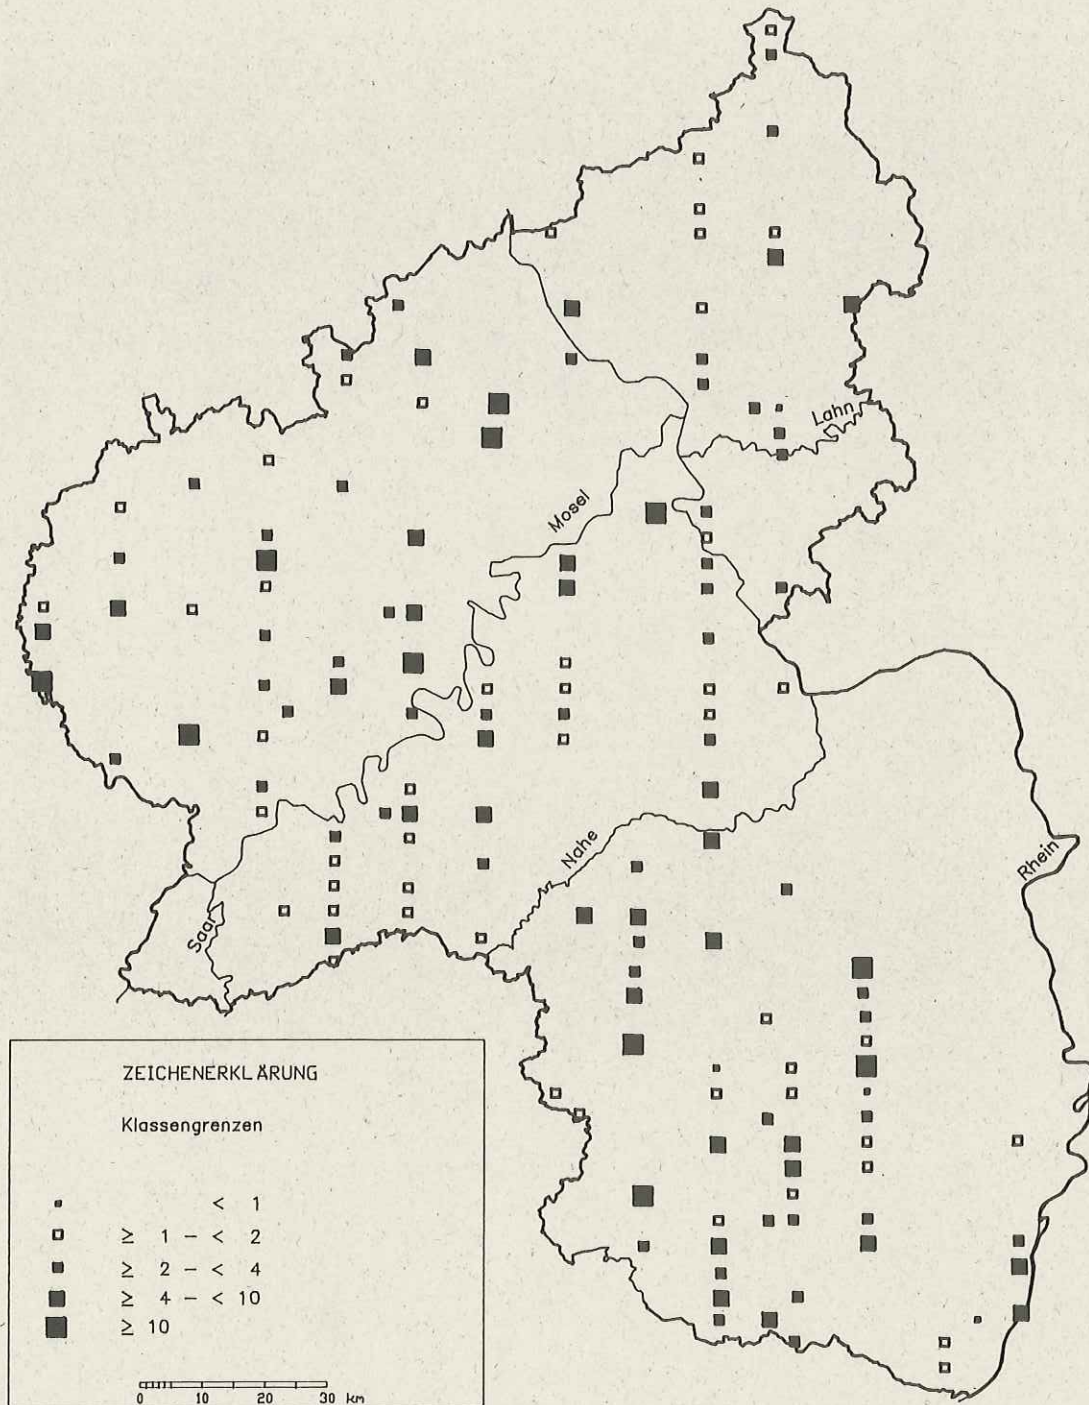 Lahn
Mosel
Nahe
Rhein
Saar
ZEICHENERKLÄRUNG
Klassengrenzen
< 1
≥ 1 - < 2
≥ 2 - < 4
≥ 4 - < 10
≥ 10
0 10 20 30 km